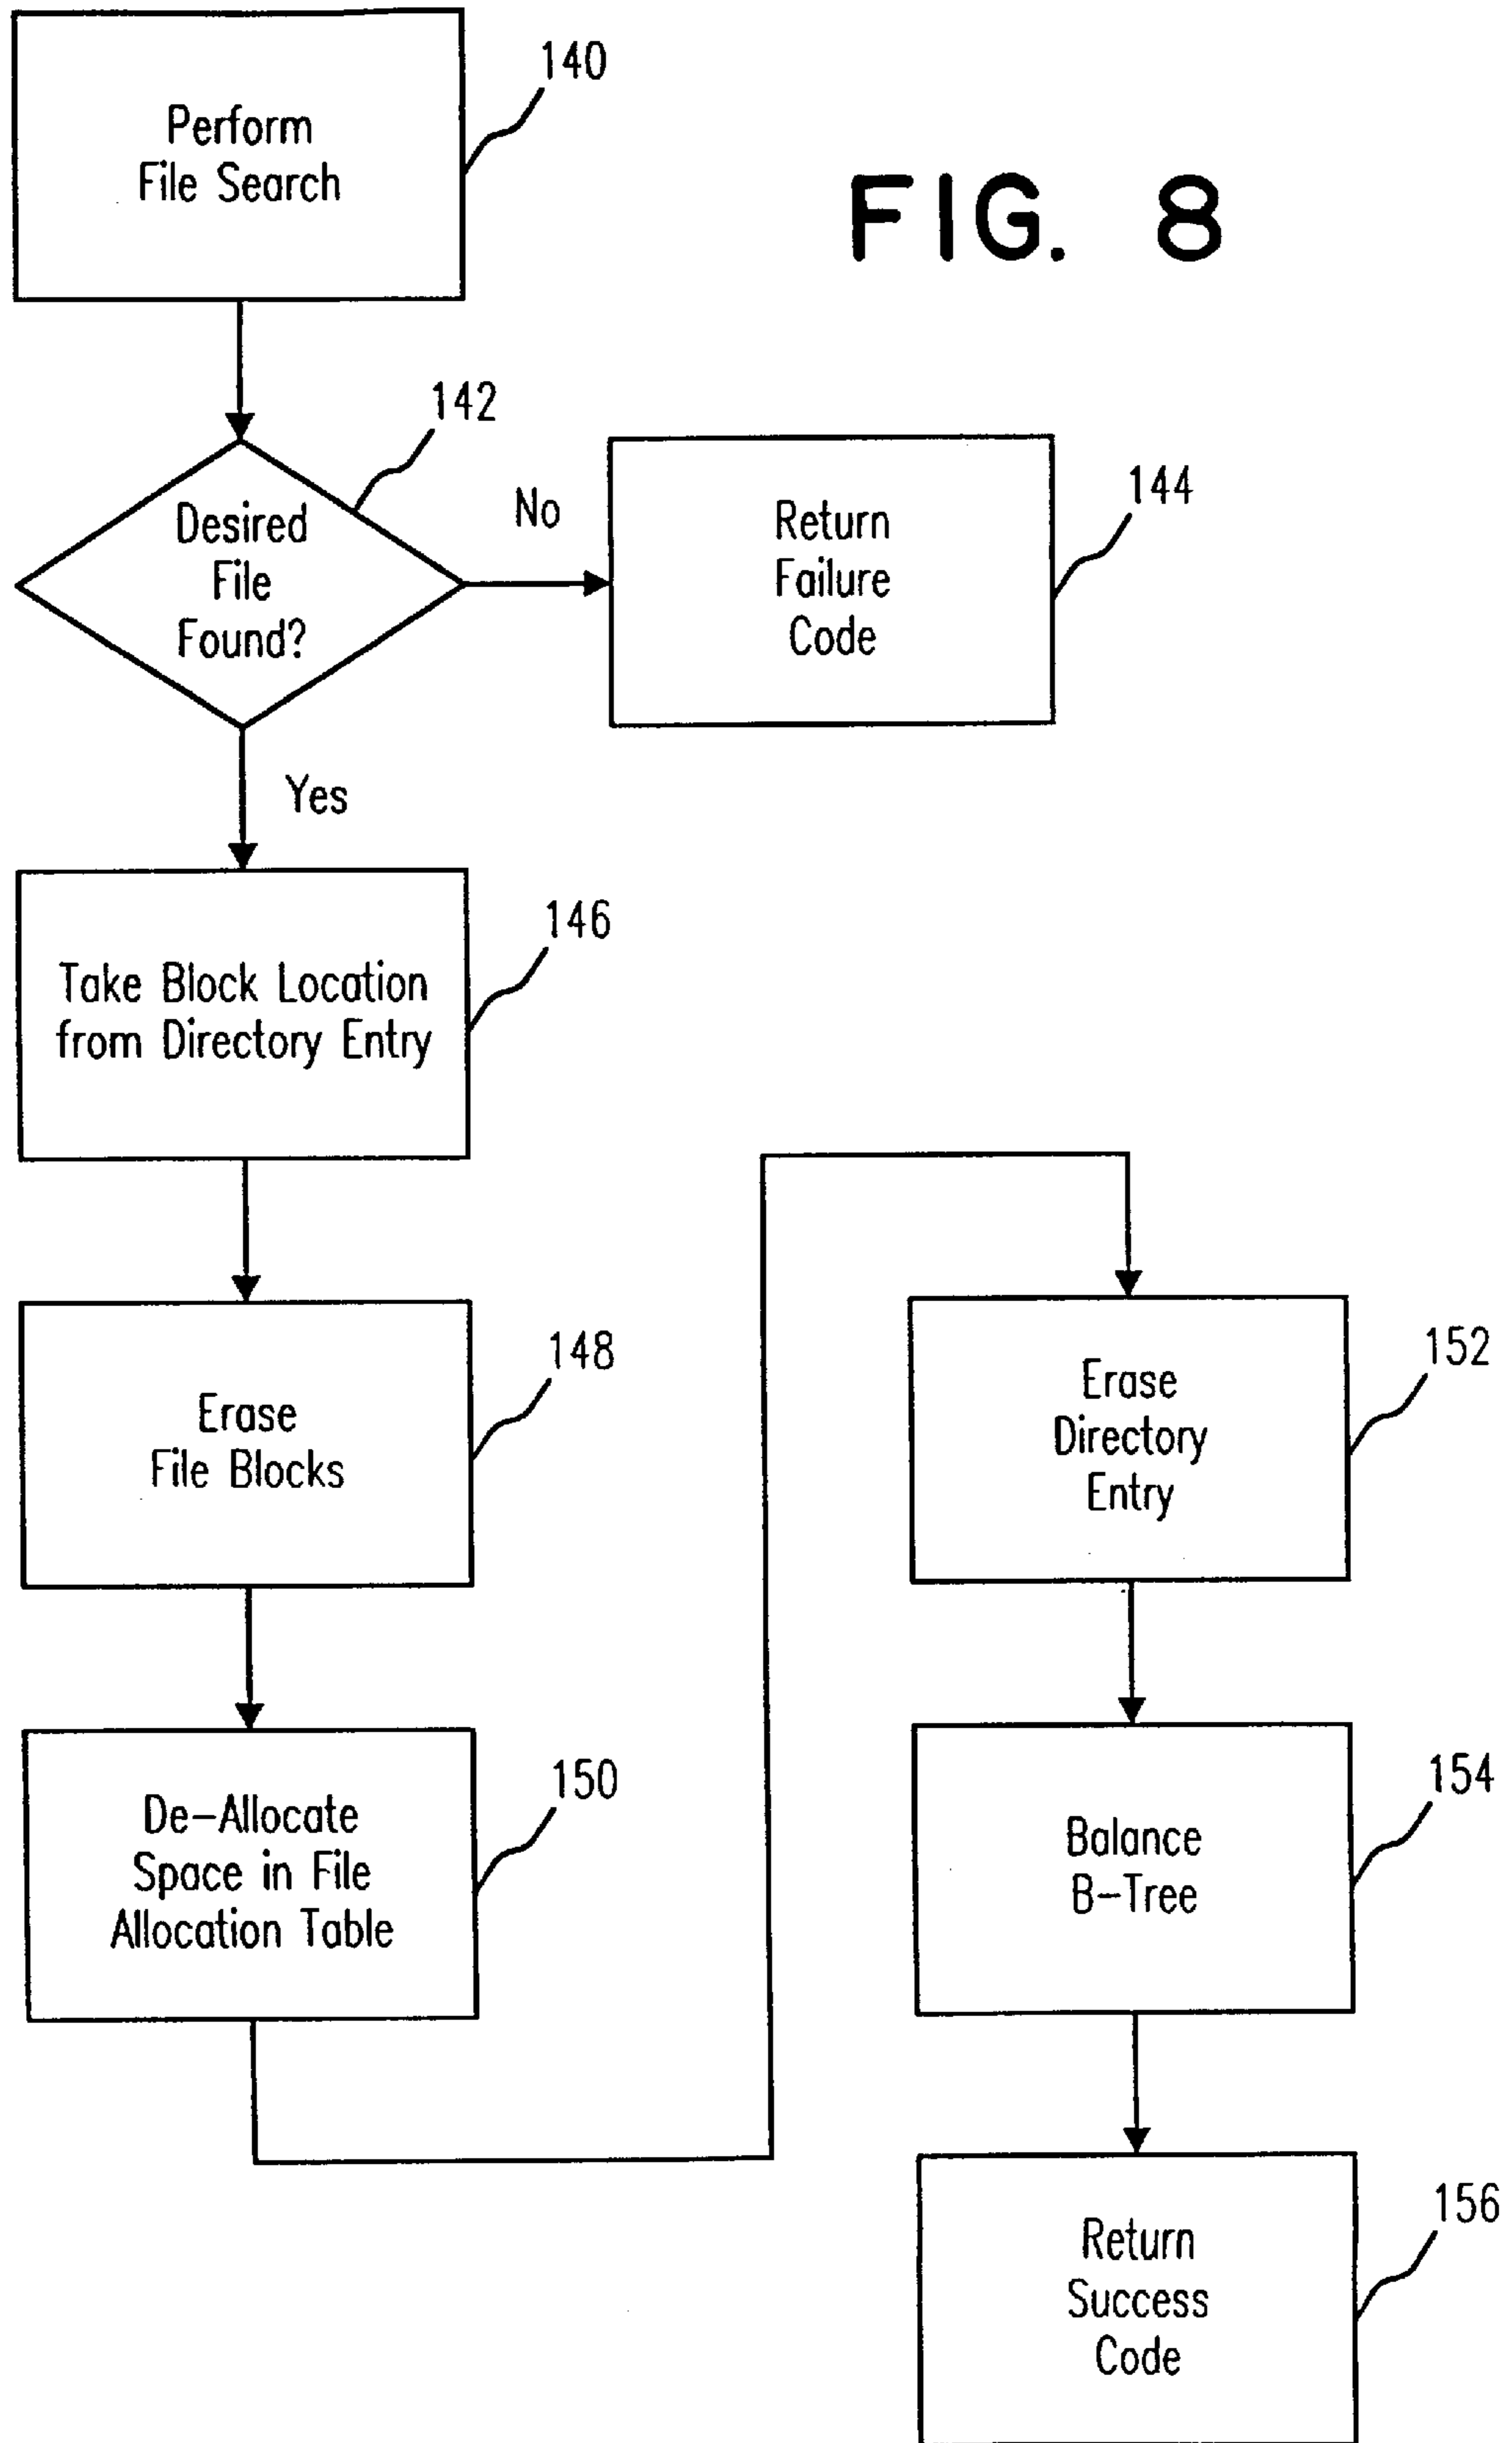 FIG. 8
Perform
File Search
140
Desired
File
Found?
142
No
Return
Failure
Code
144
Yes
Take Block Location
from Directory Entry
146
Erase
File Blocks
148
De-Allocate
Space in File
Allocation Table
150
Erase
Directory
Entry
152
Balance
B-Tree
154
Return
Success
Code
156